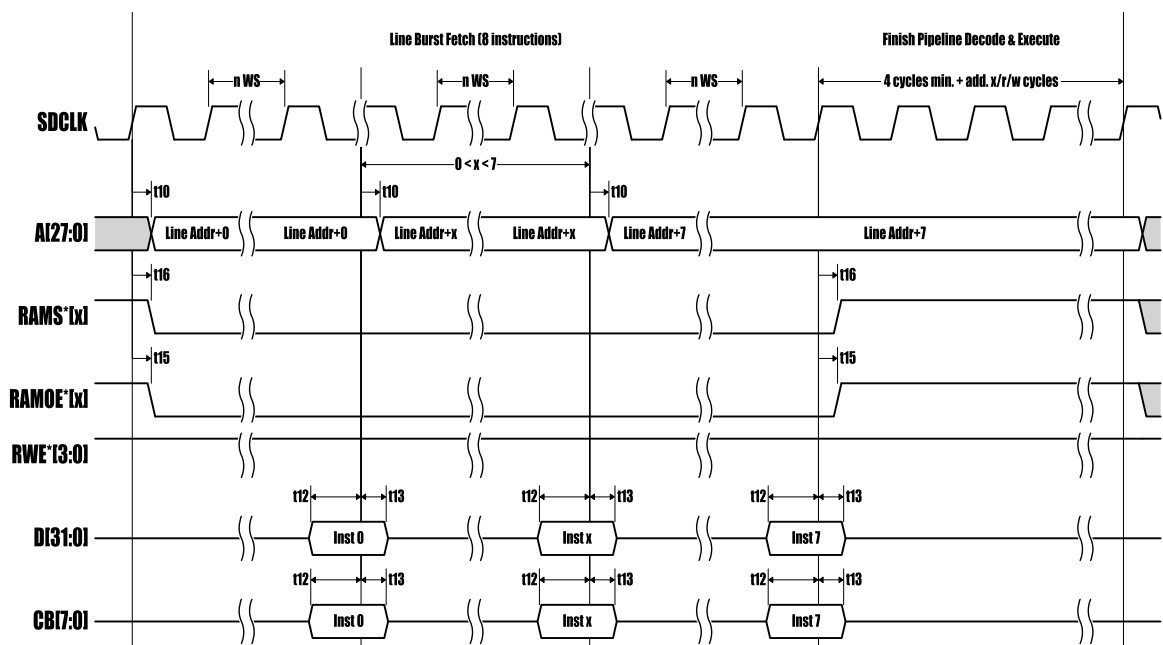 Line Burst Fetch (8 instructions)
Finish Pipeline Decode & Execute
n WS
n WS
n WS
4 cycles min. + add. x/r/w cycles
SDCLK
0 < x < 7
t10
t10
t10
A[27:0]
Line Addr+0
Line Addr+0
Line Addr+x
Line Addr+x
Line Addr+7
Line Addr+7
t16
t16
RAMS*[x]
t15
t15
RAMOE*[x]
RWE*[3:0]
t12
t13
t12
t13
t12
t13
D[31:0]
Inst 0
Inst x
Inst 7
t12
t13
t12
t13
t12
t13
CB[7:0]
Inst 0
Inst x
Inst 7